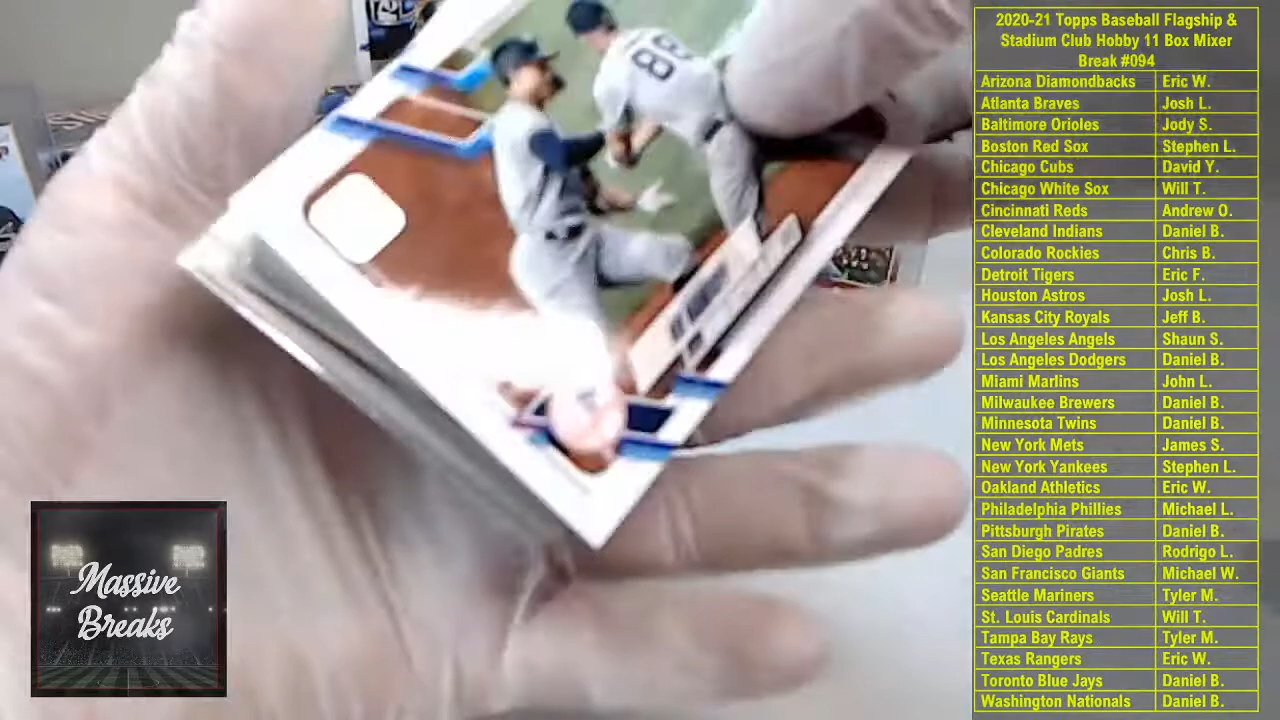 2020-21 Topps Baseball Flagship &
Stadium Club Hobby 11 Box Mixer
Break #094
Arizona Diamondbacks Eric W.
Atlanta Braves Josh L.
Baltimore Orioles Jody S.
Boston Red Sox Stephen L.
Chicago Cubs David Y.
Chicago White Sox Will T.
Cincinnati Reds Andrew O.
Cleveland Indians Daniel B.
Colorado Rockies Chris B.
Detroit Tigers Eric F.
Houston Astros Josh L.
Kansas City Royals Jeff B.
Los Angeles Angels Shaun S.
Los Angeles Dodgers Daniel B.
Miami Marlins John L.
Milwaukee Brewers Daniel B.
Minnesota Twins Daniel B.
New York Mets James S.
New York Yankees Stephen L.
Oakland Athletics Eric W.
Philadelphia Phillies Michael L.
Pittsburgh Pirates Daniel B.
San Diego Padres Rodrigo L.
San Francisco Giants Michael W.
Seattle Mariners Tyler M.
St. Louis Cardinals Will T.
Tampa Bay Rays Tyler M.
Texas Rangers Eric W.
Toronto Blue Jays Daniel B.
Washington Nationals Daniel B.
88
Massive
Breaks